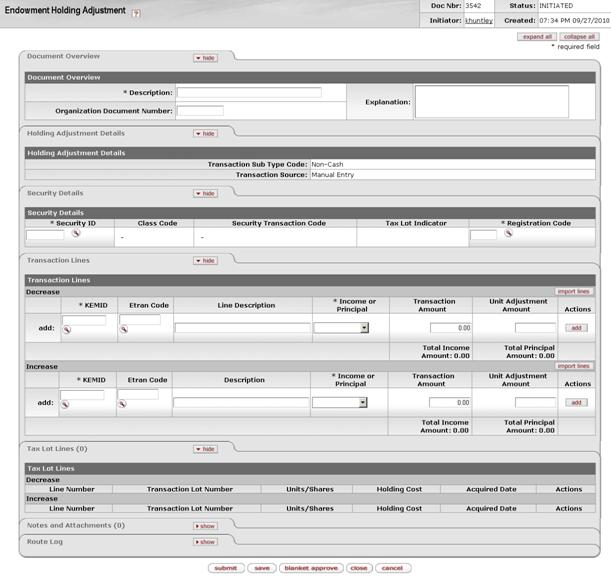 Endowment Holding Adjustment ?
Doc Nbr: 3542 Status: INITIATED
Initiator: khuntley Created: 07:34 PM 09/27/2010
expand all collapse all
* required field
Document Overview hide
Document Overview
* Description: Explanation:
Organization Document Number:
Holding Adjustment Details hide
Holding Adjustment Details
Transaction Sub Type Code: Non-Cash
Transaction Source: Manual Entry
Security Details hide
Security Details
* Security ID Class Code Security Transaction Code Tax Lot Indicator * Registration Code
- -
Transaction Lines hide
Transaction Lines
Decrease import lines
* KEMID Etran Code Line Description * Income or Principal Transaction Amount Unit Adjustment Amount Actions
add: 0.00 add
Total Income Amount: 0.00 Total Principal Amount: 0.00
Increase import lines
* KEMID Etran Code Description * Income or Principal Transaction Amount Unit Adjustment Amount Actions
add: 0.00 add
Total Income Amount: 0.00 Total Principal Amount: 0.00
Tax Lot Lines (0) hide
Tax Lot Lines
Decrease
Line Number Transaction Lot Number Units/Shares Holding Cost Acquired Date Actions
Increase
Line Number Transaction Lot Number Units/Shares Holding Cost Acquired Date Actions
Notes and Attachments (0) show
Route Log show
submit save blanket approve close cancel